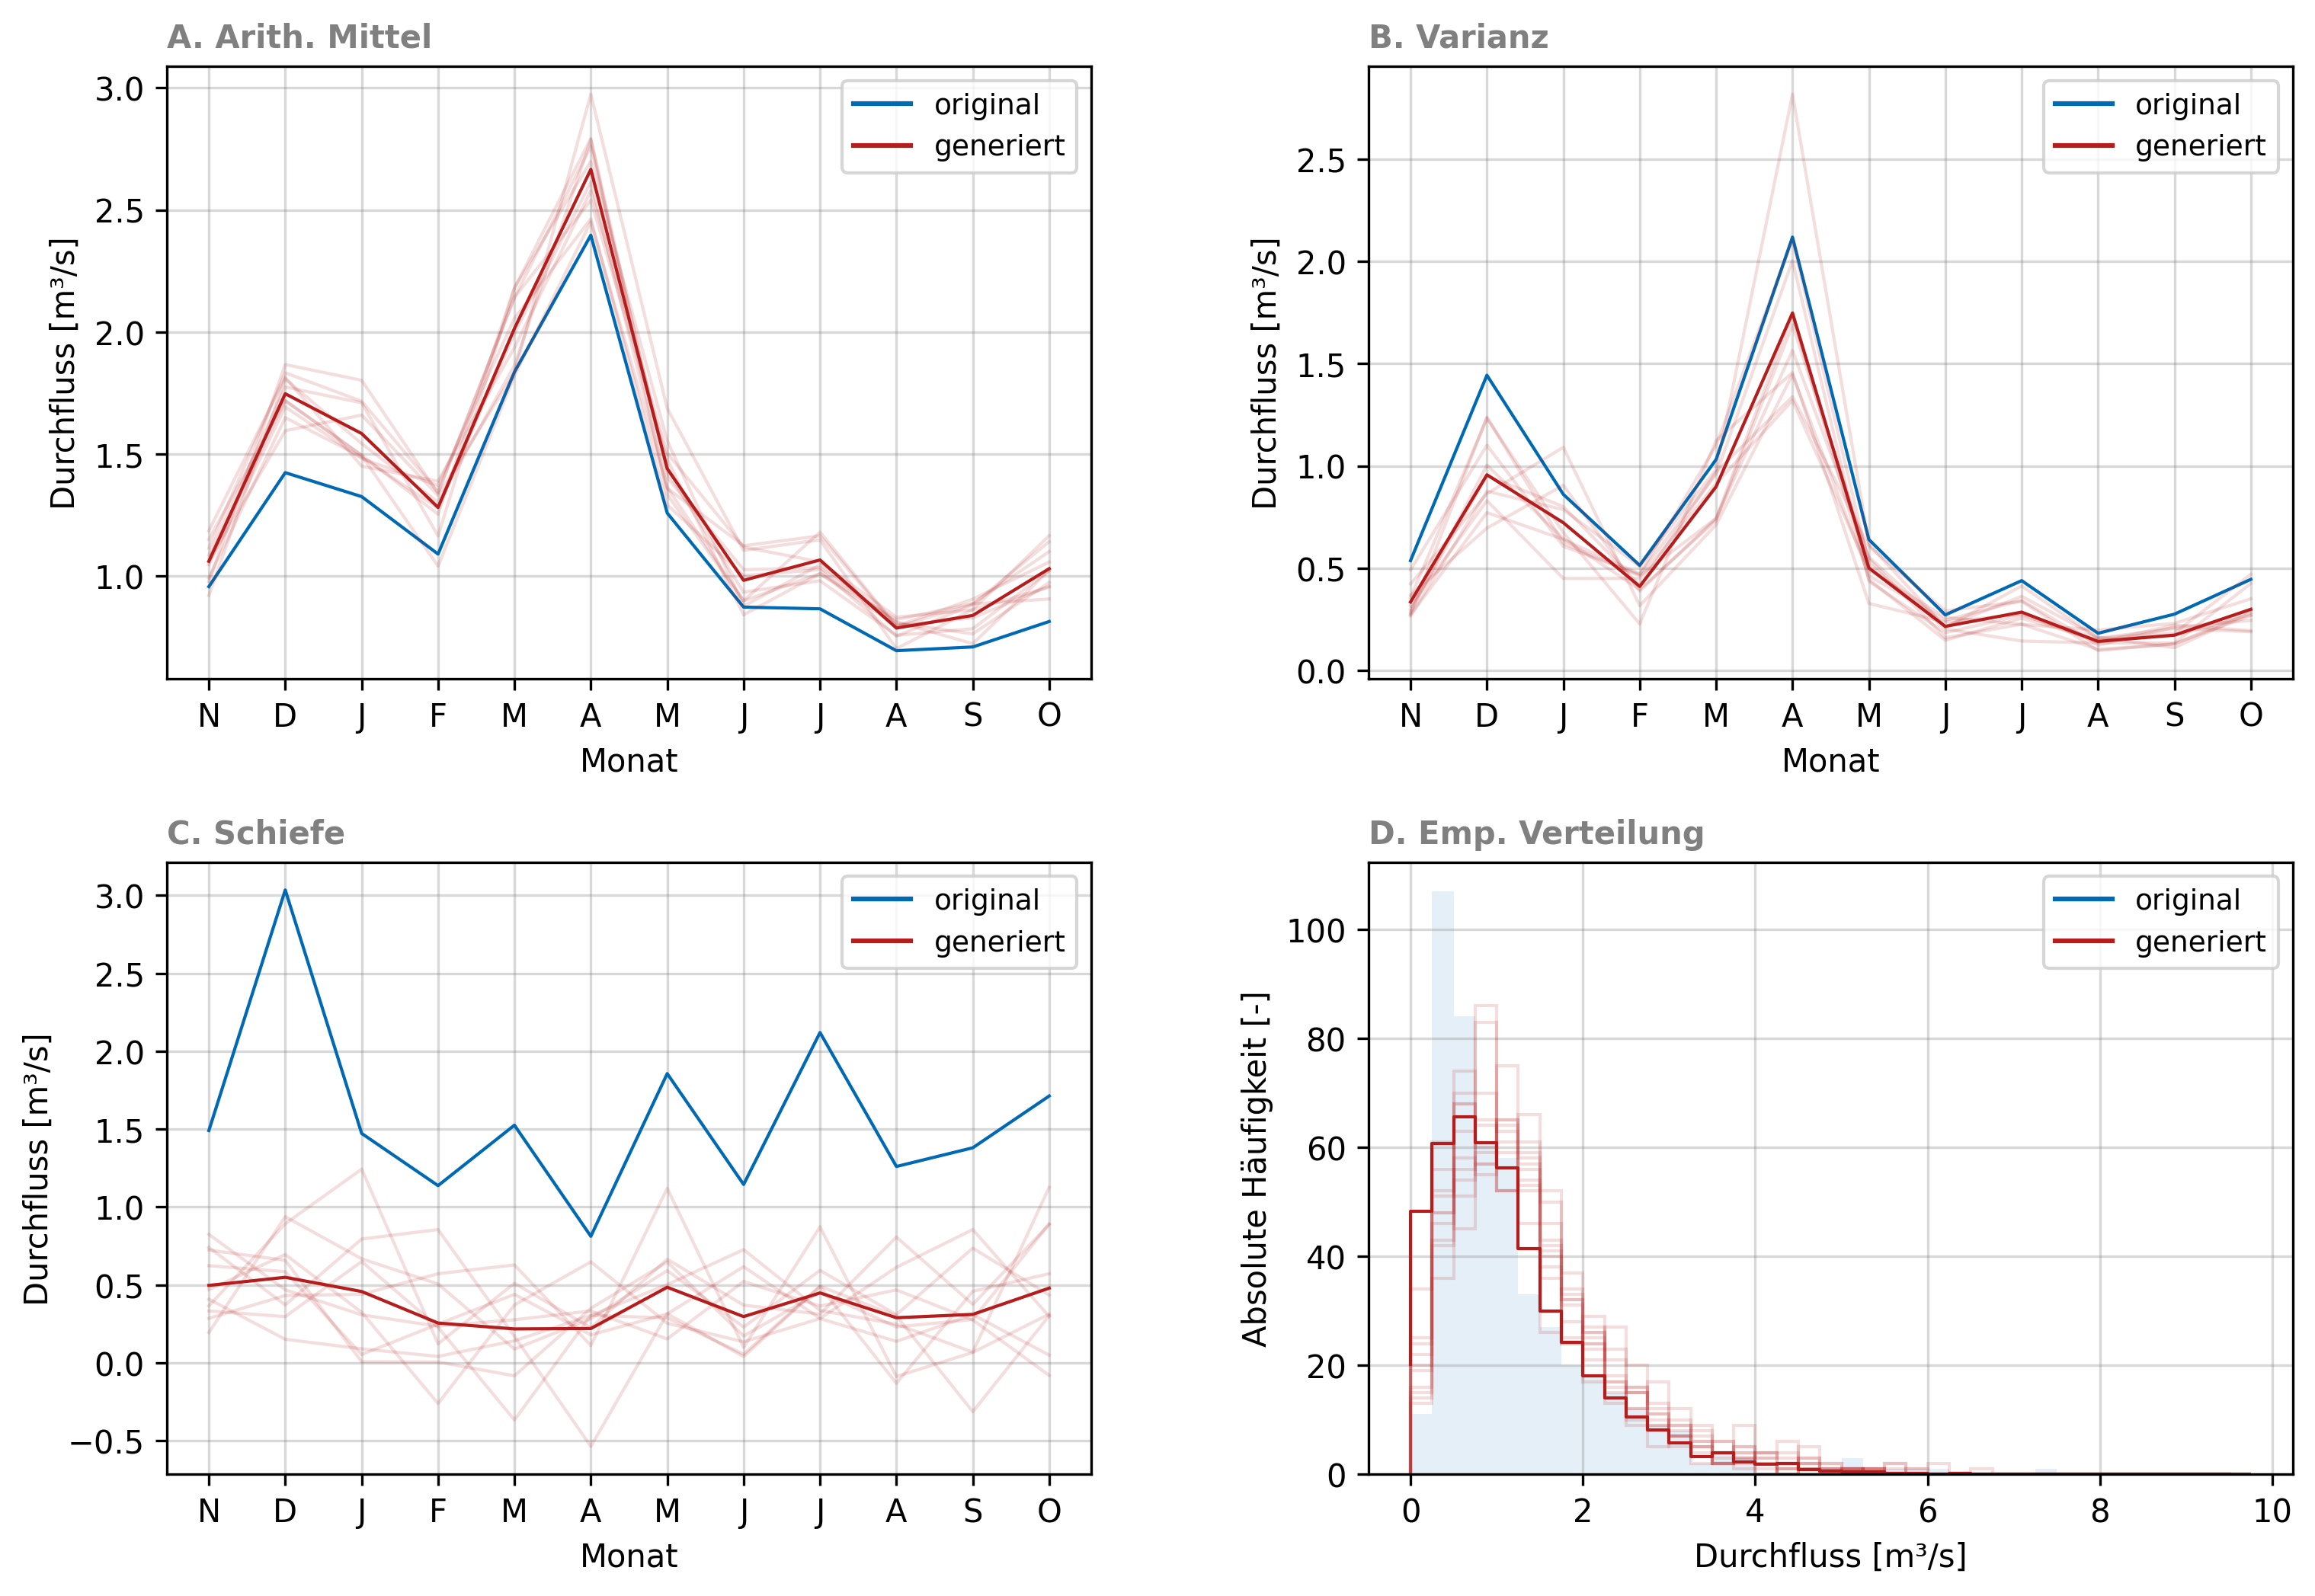 A. Arith. Mittel
3.0
2.5
2.0
1.5
1.0
Durchfluss [m³/s]
original
generiert
N D J F M A M J J A S O
Monat
B. Varianz
2.5
2.0
1.5
1.0
0.5
0.0
Durchfluss [m³/s]
original
generiert
N D J F M A M J J A S O
Monat
C. Schiefe
3.0
2.5
2.0
1.5
1.0
0.5
0.0
−0.5
Durchfluss [m³/s]
original
generiert
N D J F M A M J J A S O
Monat
D. Emp. Verteilung
100
80
60
40
20
0
Absolute Häufigkeit [-]
original
generiert
0 2 4 6 8 10
Durchfluss [m³/s]